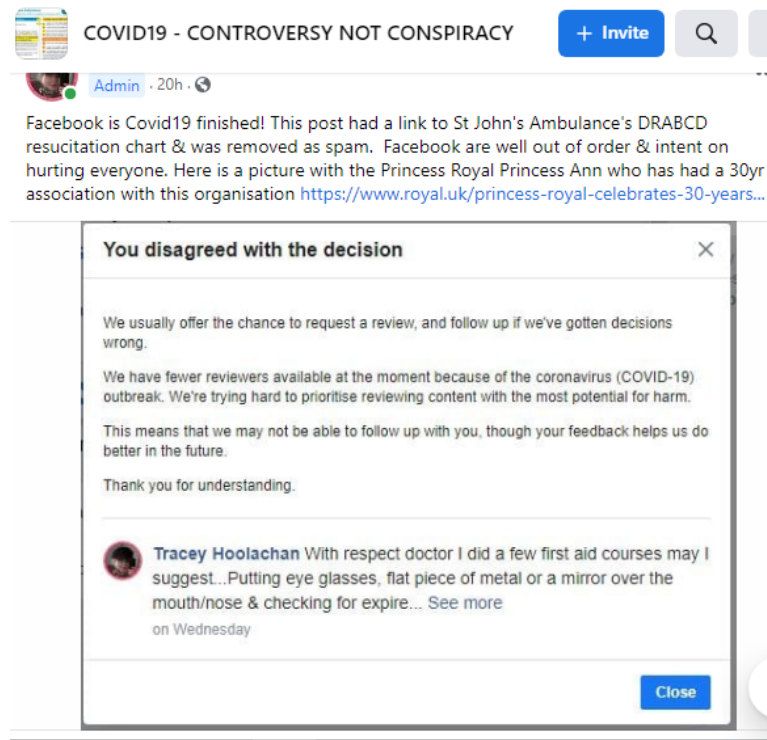 COVID19 - CONTROVERSY NOT CONSPIRACY
+ Invite
Admin · 20h ·
Facebook is Covid19 finished! This post had a link to St John's Ambulance's DRABCD
resucitation chart & was removed as spam. Facebook are well out of order & intent on
hurting everyone. Here is a picture with the Princess Royal Princess Ann who has had a 30yr
association with this organisation https://www.royal.uk/princess-royal-celebrates-30-years...
You disagreed with the decision
We usually offer the chance to request a review, and follow up if we've gotten decisions
wrong.
We have fewer reviewers available at the moment because of the coronavirus (COVID-19)
outbreak. We're trying hard to prioritise reviewing content with the most potential for harm.
This means that we may not be able to follow up with you, though your feedback helps us do
better in the future.
Thank you for understanding.
Tracey Hoolachan With respect doctor I did a few first aid courses may I
suggest...Putting eye glasses, flat piece of metal or a mirror over the
mouth/nose & checking for expire... See more
on Wednesday
Close